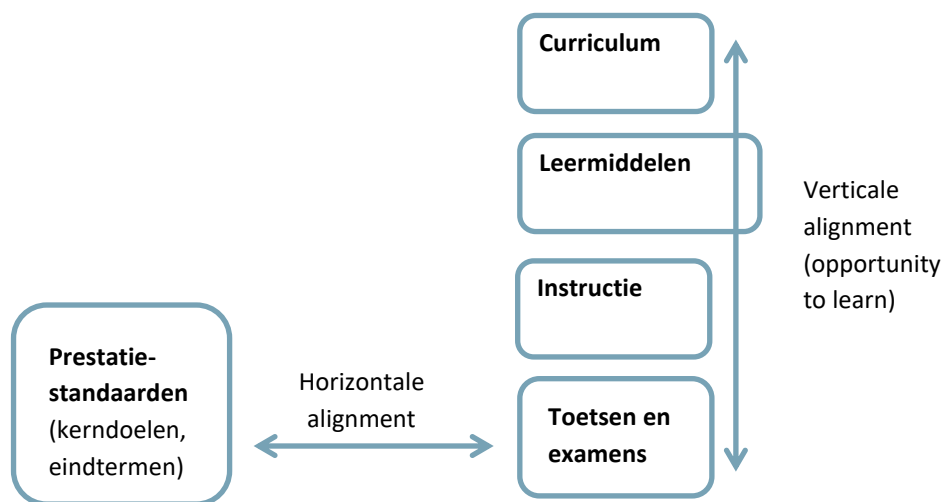 Curriculum
Leermiddelen
Verticale
alignment
(opportunity
to learn)
Instructie
Prestatie-
standaarden
(kerndoelen,
eindtermen)
Horizontale
alignment
Toetsen en
examens